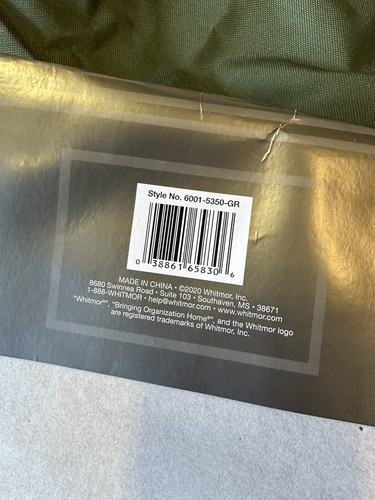 Style No. 6001-5350-GR
0 38861 65830 6
MADE IN CHINA • ©2020 Whitmor, Inc.
8680 Swinnea Road • Suite 103 • Southaven, MS • 38671
1-888-WHITMOR • help@whitmor.com • www.whitmor.com
"Whitmor®", "Bringing Organization Home®", and the Whitmor logo
are registered trademarks of Whitmor, Inc.